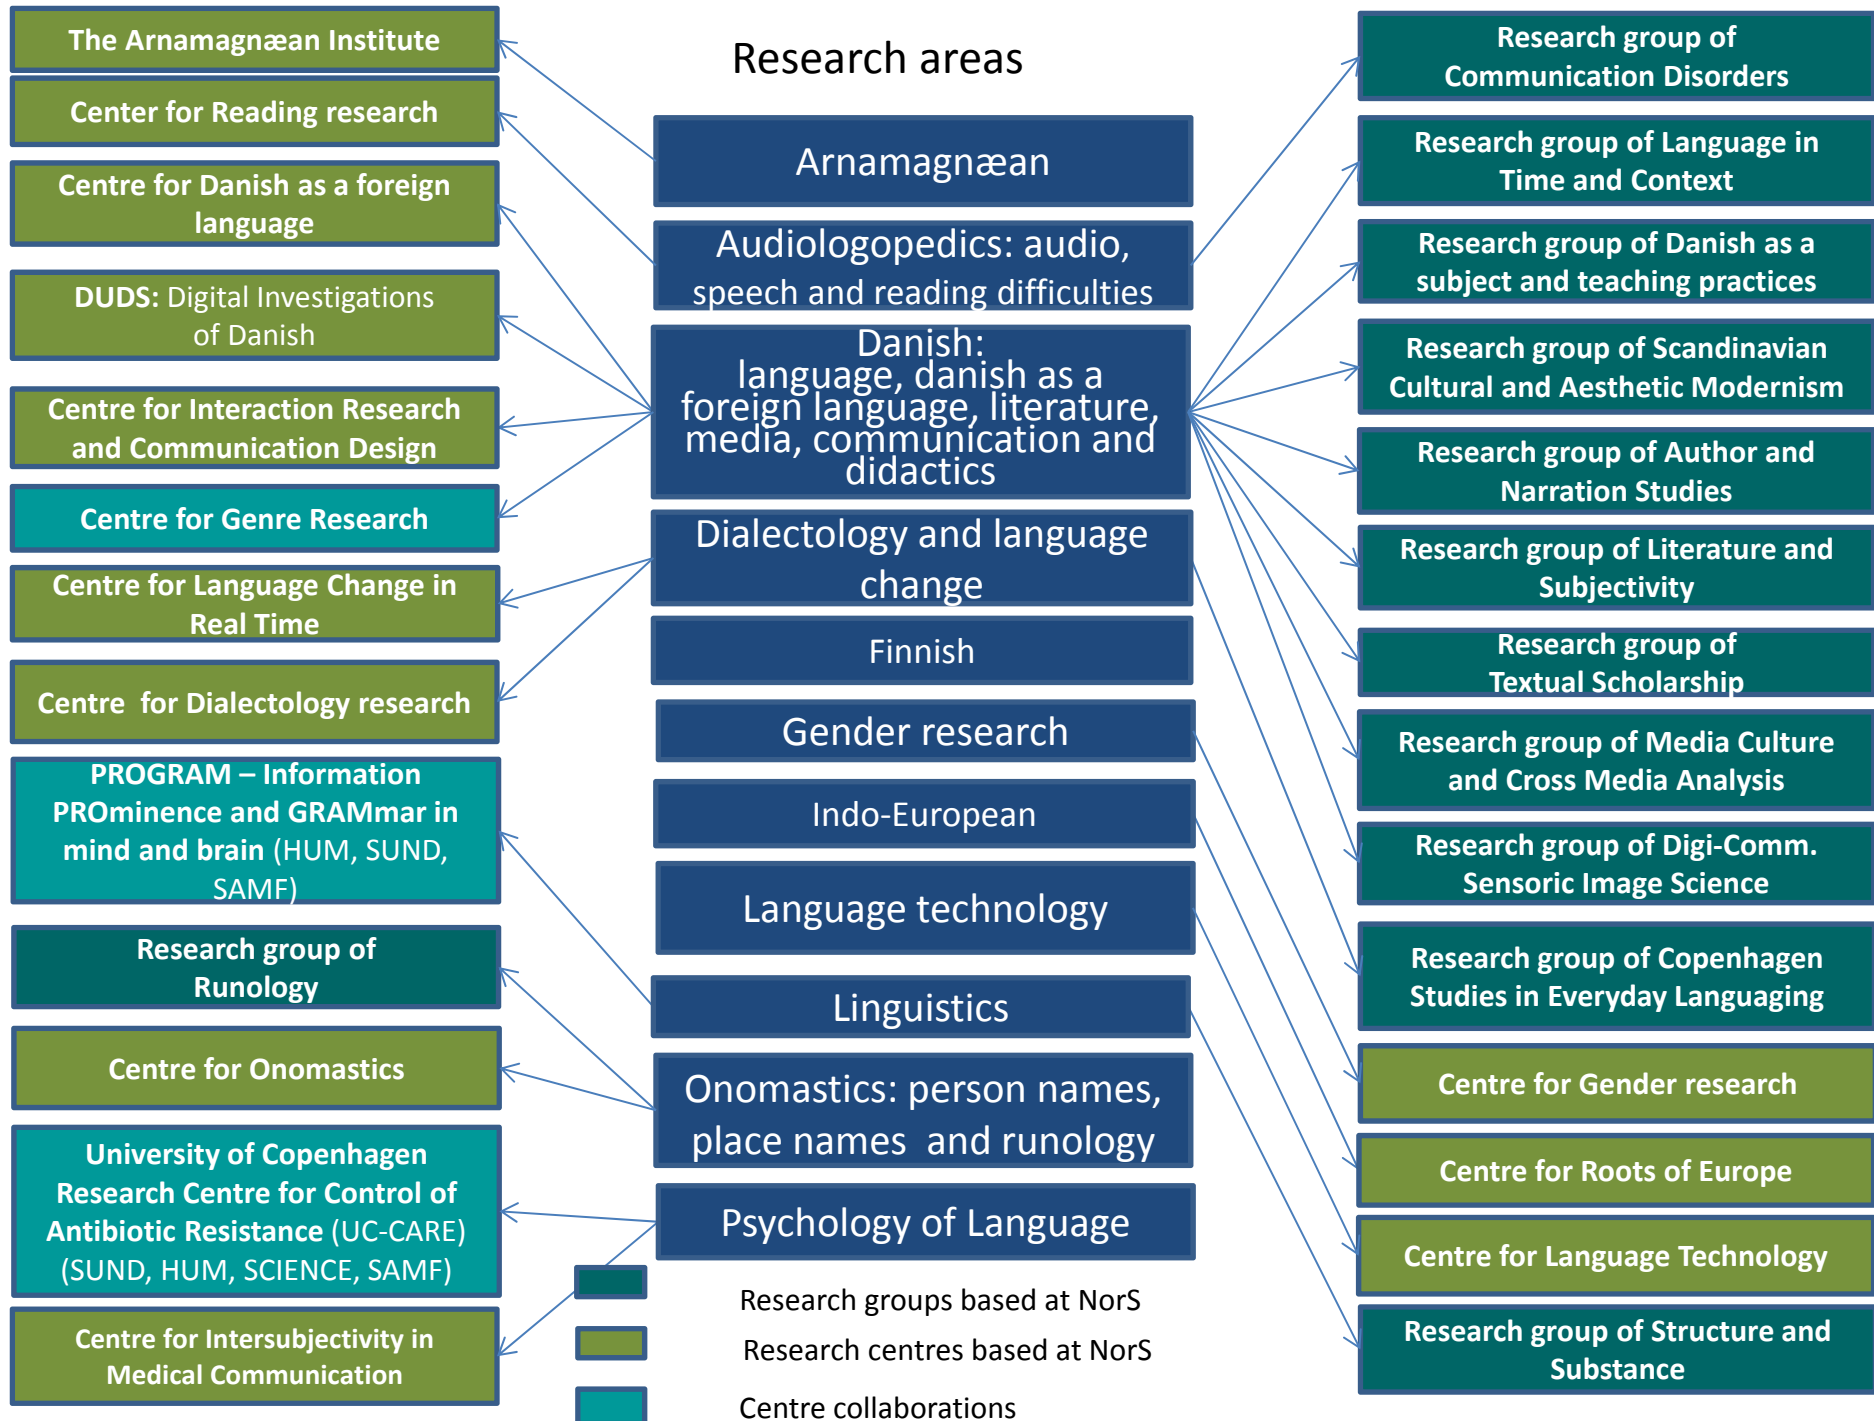 Research areas
The Arnamagnæan Institute
Center for Reading research
Centre for Danish as a foreign
language
DUDS: Digital Investigations
of Danish
Centre for Interaction Research
and Communication Design
Centre for Genre Research
Centre for Language Change in
Real Time
Centre  for Dialectology research
PROGRAM – Information
PROminence and GRAMmar in
mind and brain (HUM, SUND,
SAMF)
Research group of
Runology
Centre for Onomastics
University of Copenhagen
Research Centre for Control of
Antibiotic Resistance (UC-CARE)
(SUND, HUM, SCIENCE, SAMF)
Centre for Intersubjectivity in
Medical Communication
Arnamagnæan
Audiologopedics: audio,
speech and reading difficulties
Danish:
language, danish as a
foreign language, literature,
media, communication and
didactics
Dialectology and language
change
Finnish
Gender research
Indo-European
Language technology
Linguistics
Onomastics: person names,
place names  and runology
Psychology of Language
Research groups based at NorS
Research centres based at NorS
Centre collaborations
Research group of
Communication Disorders
Research group of Language in
Time and Context
Research group of Danish as a
subject and teaching practices
Research group of Scandinavian
Cultural and Aesthetic Modernism
Research group of Author and
Narration Studies
Research group of Literature and
Subjectivity
Research group of
Textual Scholarship
Research group of Media Culture
and Cross Media Analysis
Research group of Digi-Comm.
Sensoric Image Science
Research group of Copenhagen
Studies in Everyday Languaging
Centre for Gender research
Centre for Roots of Europe
Centre for Language Technology
Research group of Structure and
Substance